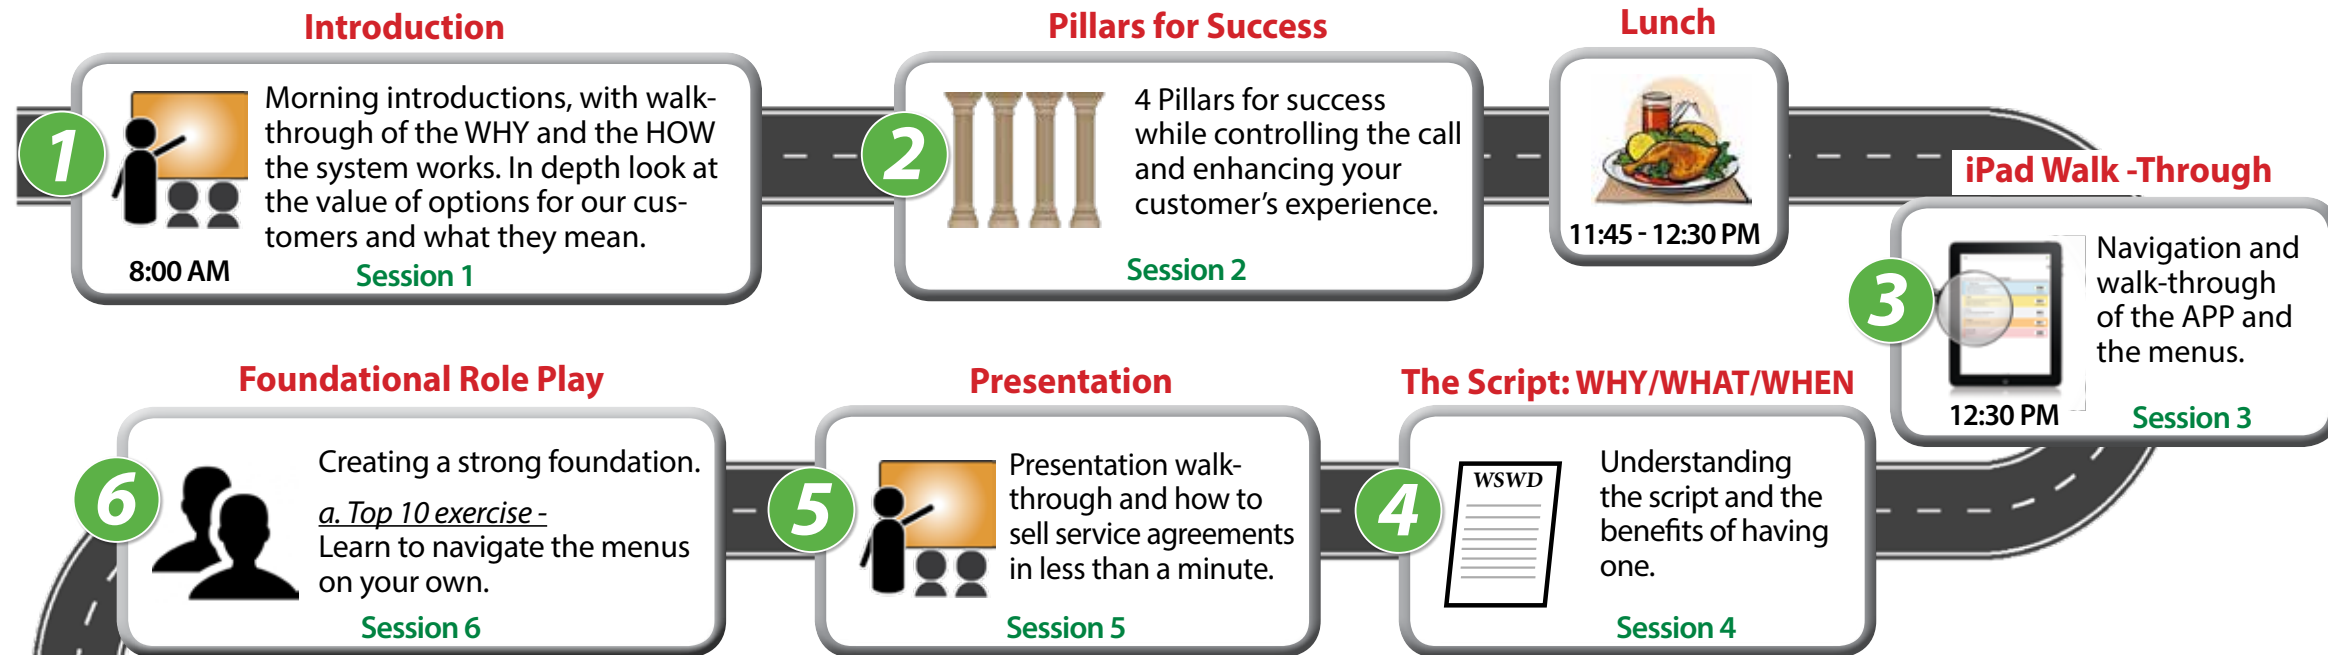 Introduction
1
Morning introductions, with walk-
through of the WHY and the HOW
the system works. In depth look at
the value of options for our cus-
tomers and what they mean.
8:00 AM
Session 1
Pillars for Success
2
4 Pillars for success
while controlling the call
and enhancing your
customer’s experience.
Session 2
Lunch
11:45 - 12:30 PM
iPad Walk -Through
3
Navigation and
walk-through
of the APP and
the menus.
12:30 PM
Session 3
The Script: WHY/WHAT/WHEN
4
WSWD
Understanding
the script and the
benefits of having
one.
Session 4
Presentation
5
Presentation walk-
through and how to
sell service agreements
in less than a minute.
Session 5
Foundational Role Play
6
Creating a strong foundation.
a. Top 10 exercise -
Learn to navigate the menus
on your own.
Session 6